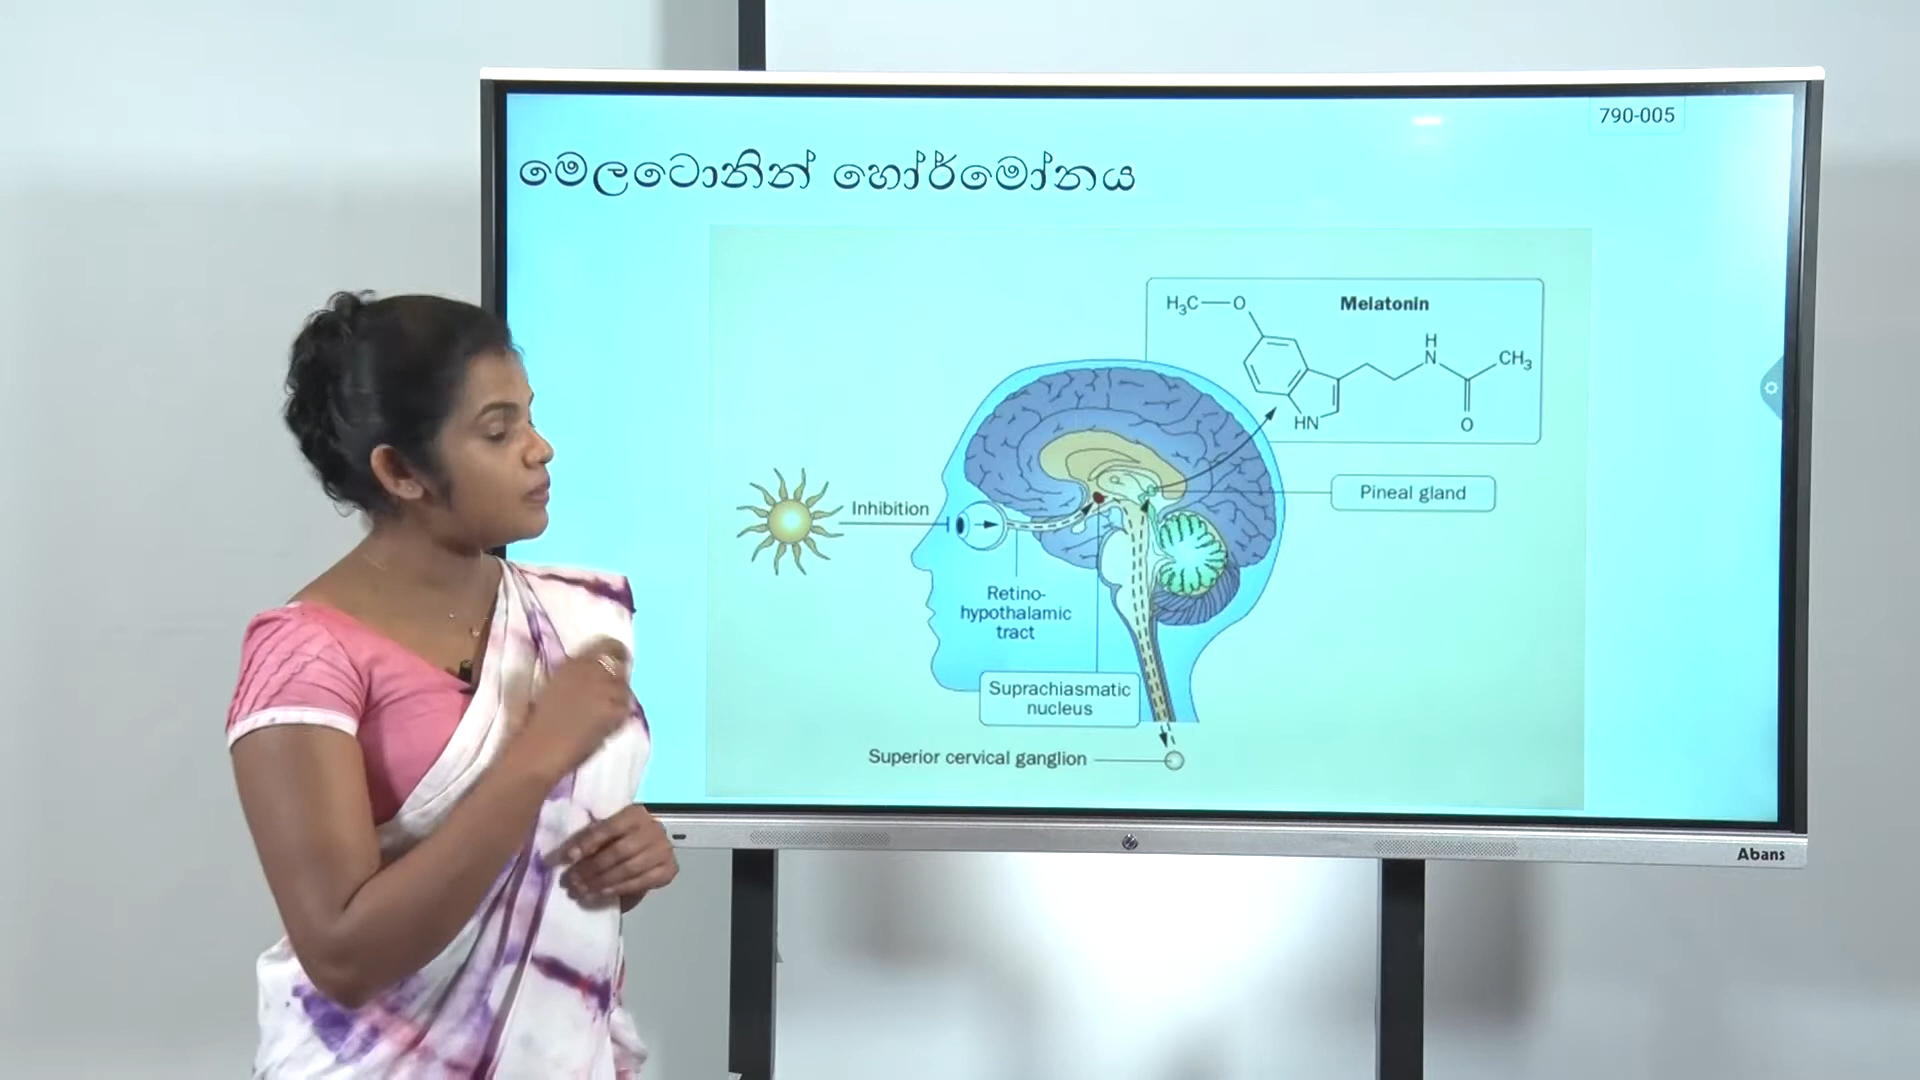 790-005
මෙලටොනින් හෝර්මෝනය
H₃C
O
Melatonin
H
N
CH₃
HN
O
Pineal gland
Inhibition
Retino-
hypothalamic
tract
Suprachiasmatic
nucleus
Superior cervical ganglion
Abans